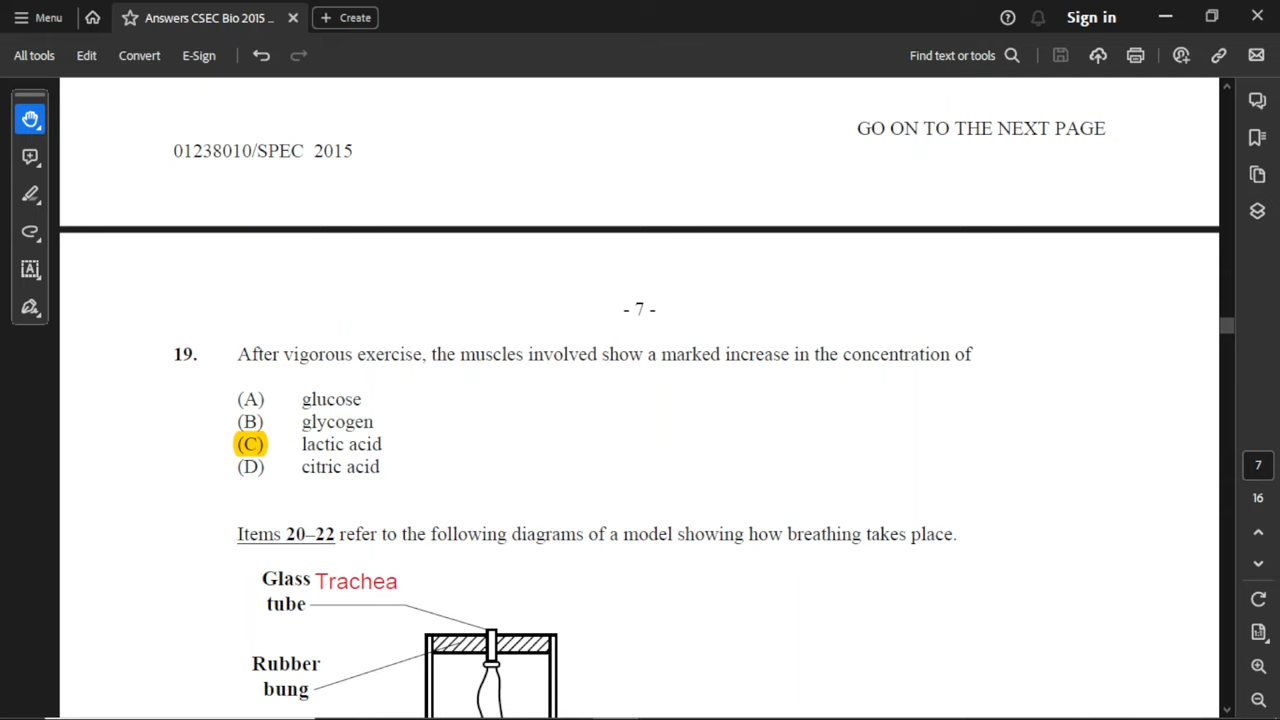 Menu
Answers CSEC Bio 2015 ...
Create
Sign in
All tools
Edit
Convert
E-Sign
Find text or tools
GO ON TO THE NEXT PAGE
01238010/SPEC 2015
- 7 -
19. After vigorous exercise, the muscles involved show a marked increase in the concentration of
(A) glucose
(B) glycogen
(C) lactic acid
(D) citric acid
Items 20–22 refer to the following diagrams of a model showing how breathing takes place.
Glass Trachea
tube
Rubber
bung
7
16